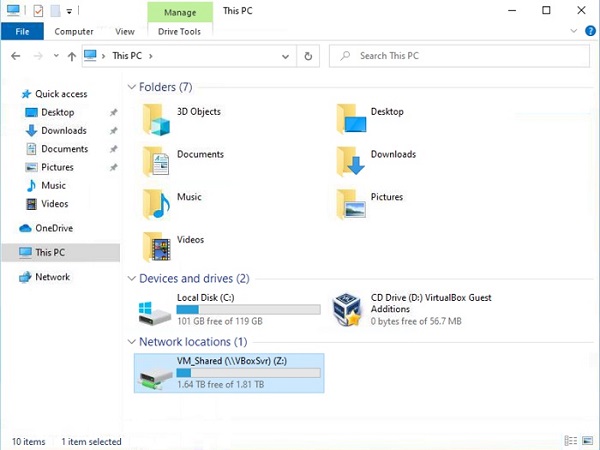 Manage
This PC
File
Computer
View
Drive Tools
This PC
Search This PC
Quick access
Desktop
Downloads
Documents
Pictures
Music
Videos
OneDrive
This PC
Network
Folders (7)
3D Objects
Desktop
Documents
Downloads
Music
Pictures
Videos
Devices and drives (2)
Local Disk (C:)
101 GB free of 119 GB
CD Drive (D:) VirtualBox Guest
Additions
0 bytes free of 56.7 MB
Network locations (1)
VM_Shared (\\VBoxSvr) (Z:)
1.64 TB free of 1.81 TB
10 items
1 item selected